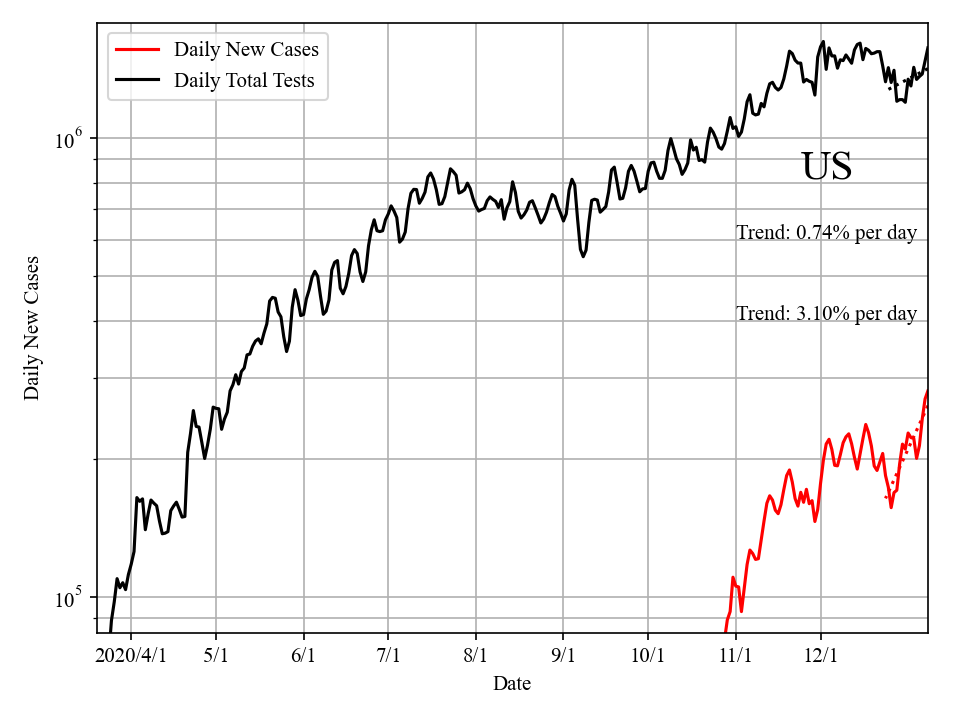 Daily New Cases
Daily Total Tests
10^6
US
Trend: 0.74% per day
Trend: 3.10% per day
Daily New Cases
10^5
2020/4/1 5/1 6/1 7/1 8/1 9/1 10/1 11/1 12/1
Date